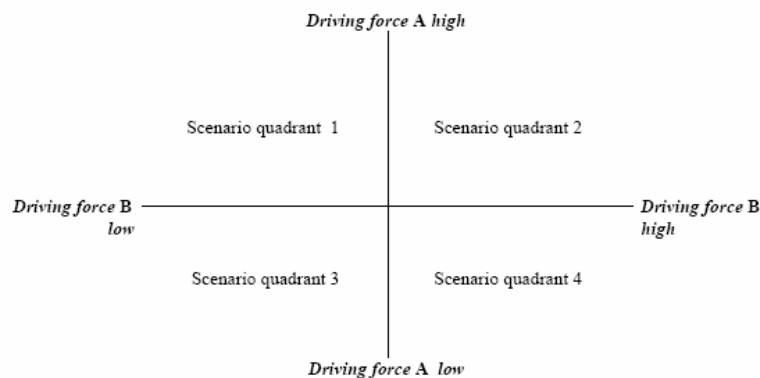 Driving force A high
Scenario quadrant 1
Scenario quadrant 2
Driving force B
low
Driving force B
high
Scenario quadrant 3
Scenario quadrant 4
Driving force A low